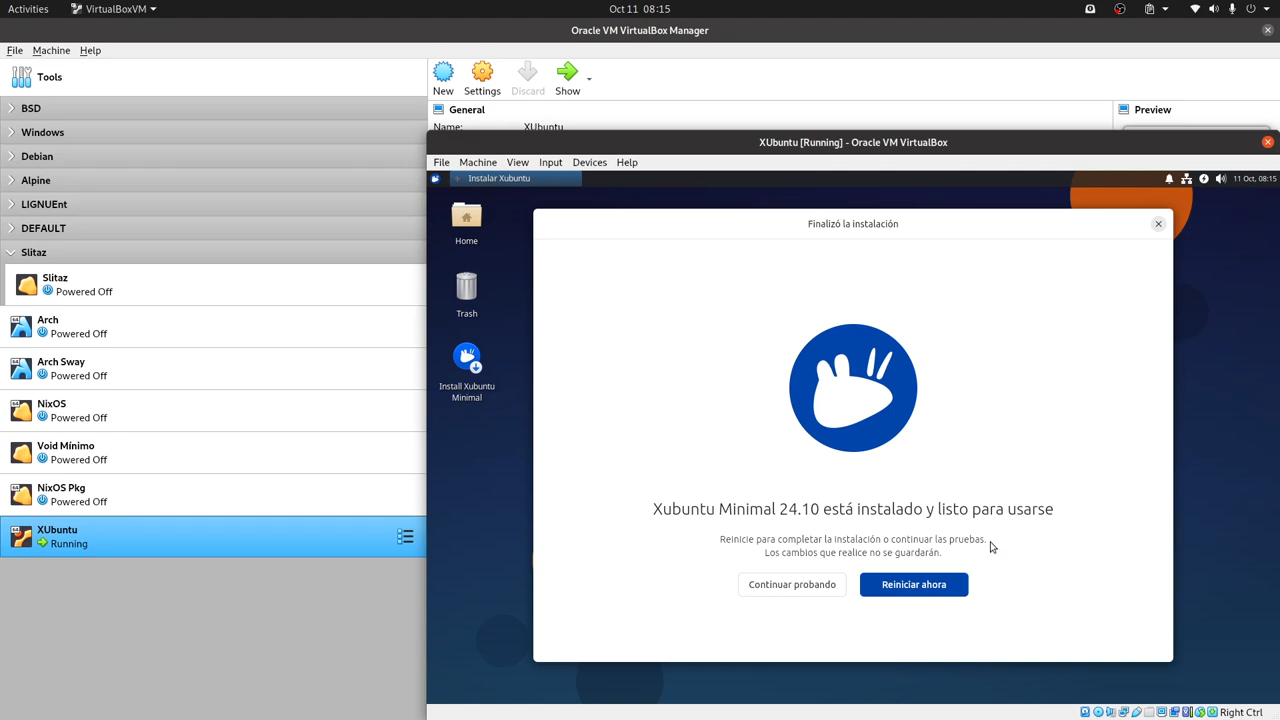 Activities
VirtualBoxVM
Oct 11 08:15
Oracle VM VirtualBox Manager
File Machine Help
Tools
New Settings Discard Show
BSD
Windows
Debian
Alpine
LIGNUEnt
DEFAULT
Slitaz
Slitaz
Powered Off
Arch
Powered Off
Arch Sway
Powered Off
NixOS
Powered Off
Void Mínimo
Powered Off
NixOS Pkg
Powered Off
XUbuntu
Running
General
Preview
Name: XUbuntu
XUbuntu [Running] - Oracle VM VirtualBox
File Machine View Input Devices Help
Instalar Xubuntu
11 Oct, 08:15
Home
Trash
Install Xubuntu
Minimal
Finalizó la instalación
Xubuntu Minimal 24.10 está instalado y listo para usarse
Reinicie para completar la instalación o continuar las pruebas.
Los cambios que realice no se guardarán.
Continuar probando
Reiniciar ahora
Right Ctrl